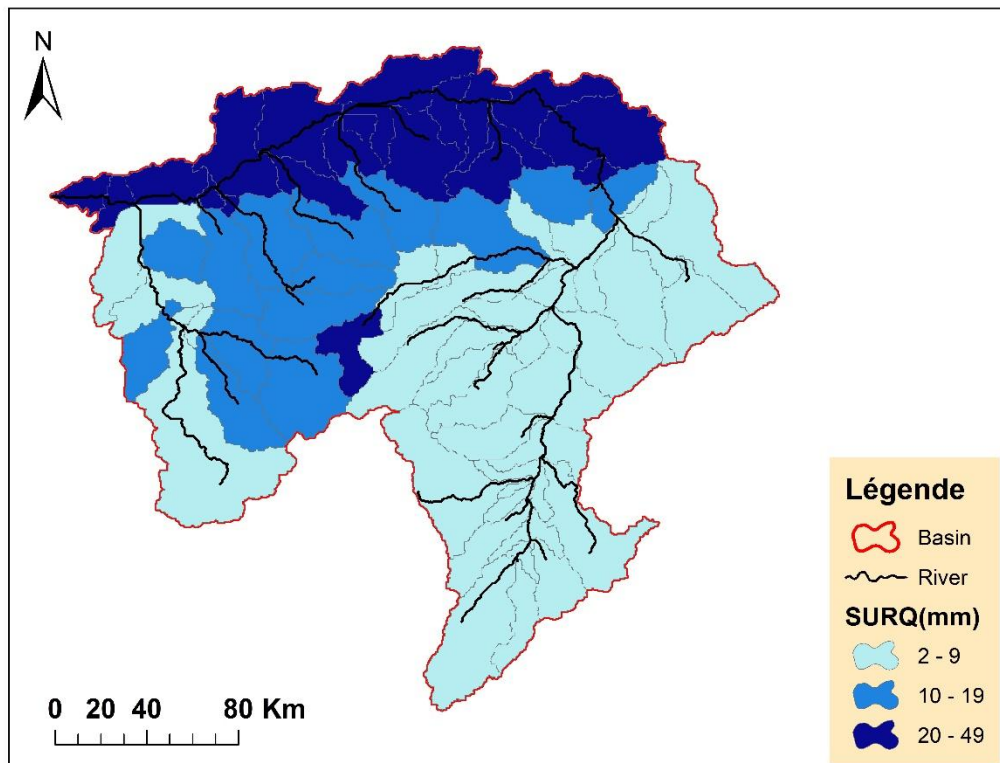 N
0 20 40 80 Km
Légende
Basin
River
SURQ(mm)
2 - 9
10 - 19
20 - 49